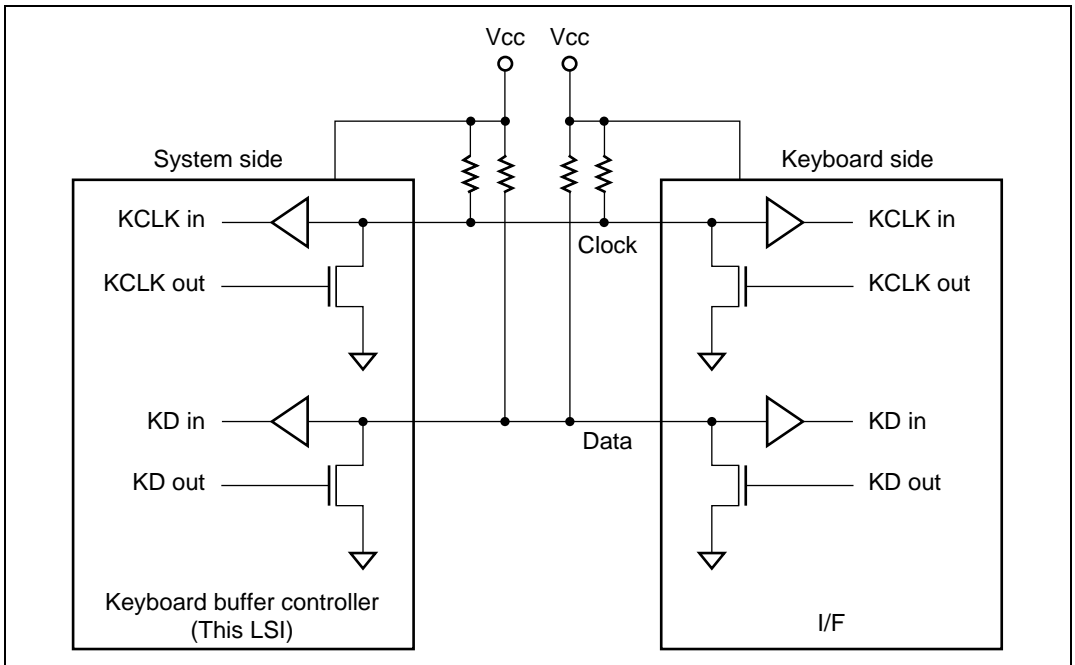 Vcc Vcc
System side
Keyboard side
KCLK in
KCLK in
Clock
KCLK out
KCLK out
KD in
KD in
Data
KD out
KD out
Keyboard buffer controller
(This LSI)
I/F